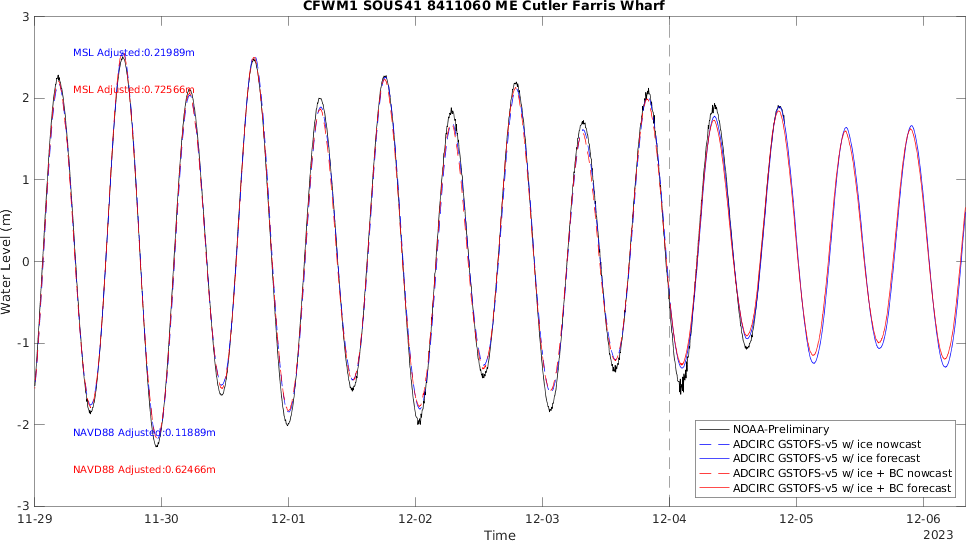 CFWM1 SOUS41 8411060 ME Cutler Farris Wharf
3
2
1
0
-1
-2
-3
Water Level (m)
MSL Adjusted:0.21989m
MSL Adjusted:0.72566m
NAVD88 Adjusted:0.11889m
NAVD88 Adjusted:0.62466m
NOAA-Preliminary
ADCIRC GSTOFS-v5 w/ ice nowcast
ADCIRC GSTOFS-v5 w/ ice forecast
ADCIRC GSTOFS-v5 w/ ice + BC nowcast
ADCIRC GSTOFS-v5 w/ ice + BC forecast
11-29 11-30 12-01 12-02 12-03 12-04 12-05 12-06
Time
2023